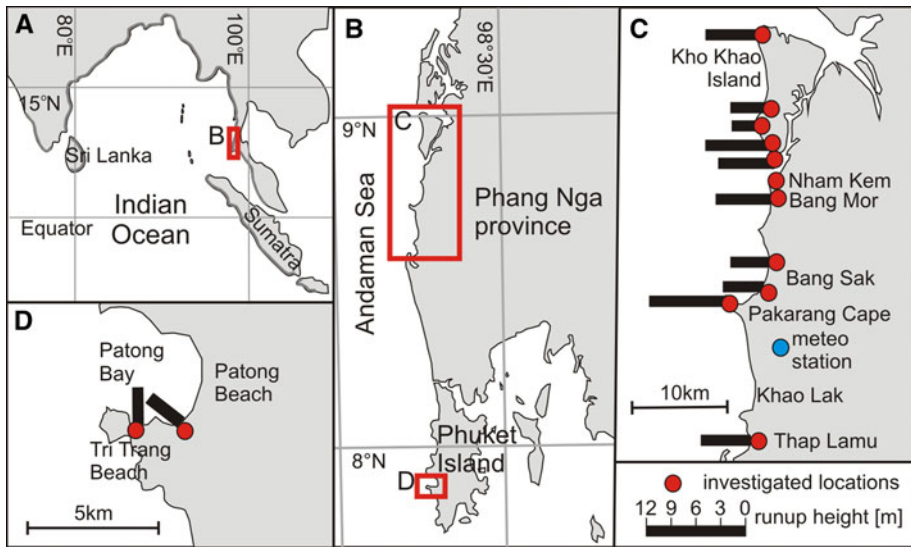 A
80°E
100°E
15°N
B
Sri Lanka
Indian
Ocean
Equator
Sumatra
B
98°30'E
C
9°N
Andaman Sea
Phang Nga
province
Phuket
Island
8°N
D
C
Kho Khao
Island
Nham Kem
Bang Mor
Bang Sak
Pakarang Cape
meteo
station
10km
Khao Lak
Thap Lamu
investigated locations
12 9 6 3 0
runup height [m]
D
Patong
Bay
Patong
Beach
Tri Trang
Beach
5km